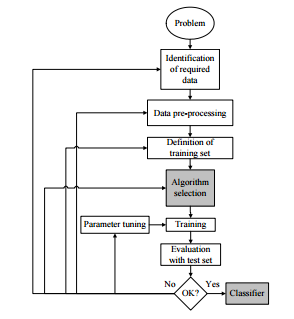 Problem
Identification
of required
data
Data pre-processing
Definition of
training set
Algorithm
selection
Parameter tuning
Training
Evaluation
with test set
No
OK?
Yes
Classifier